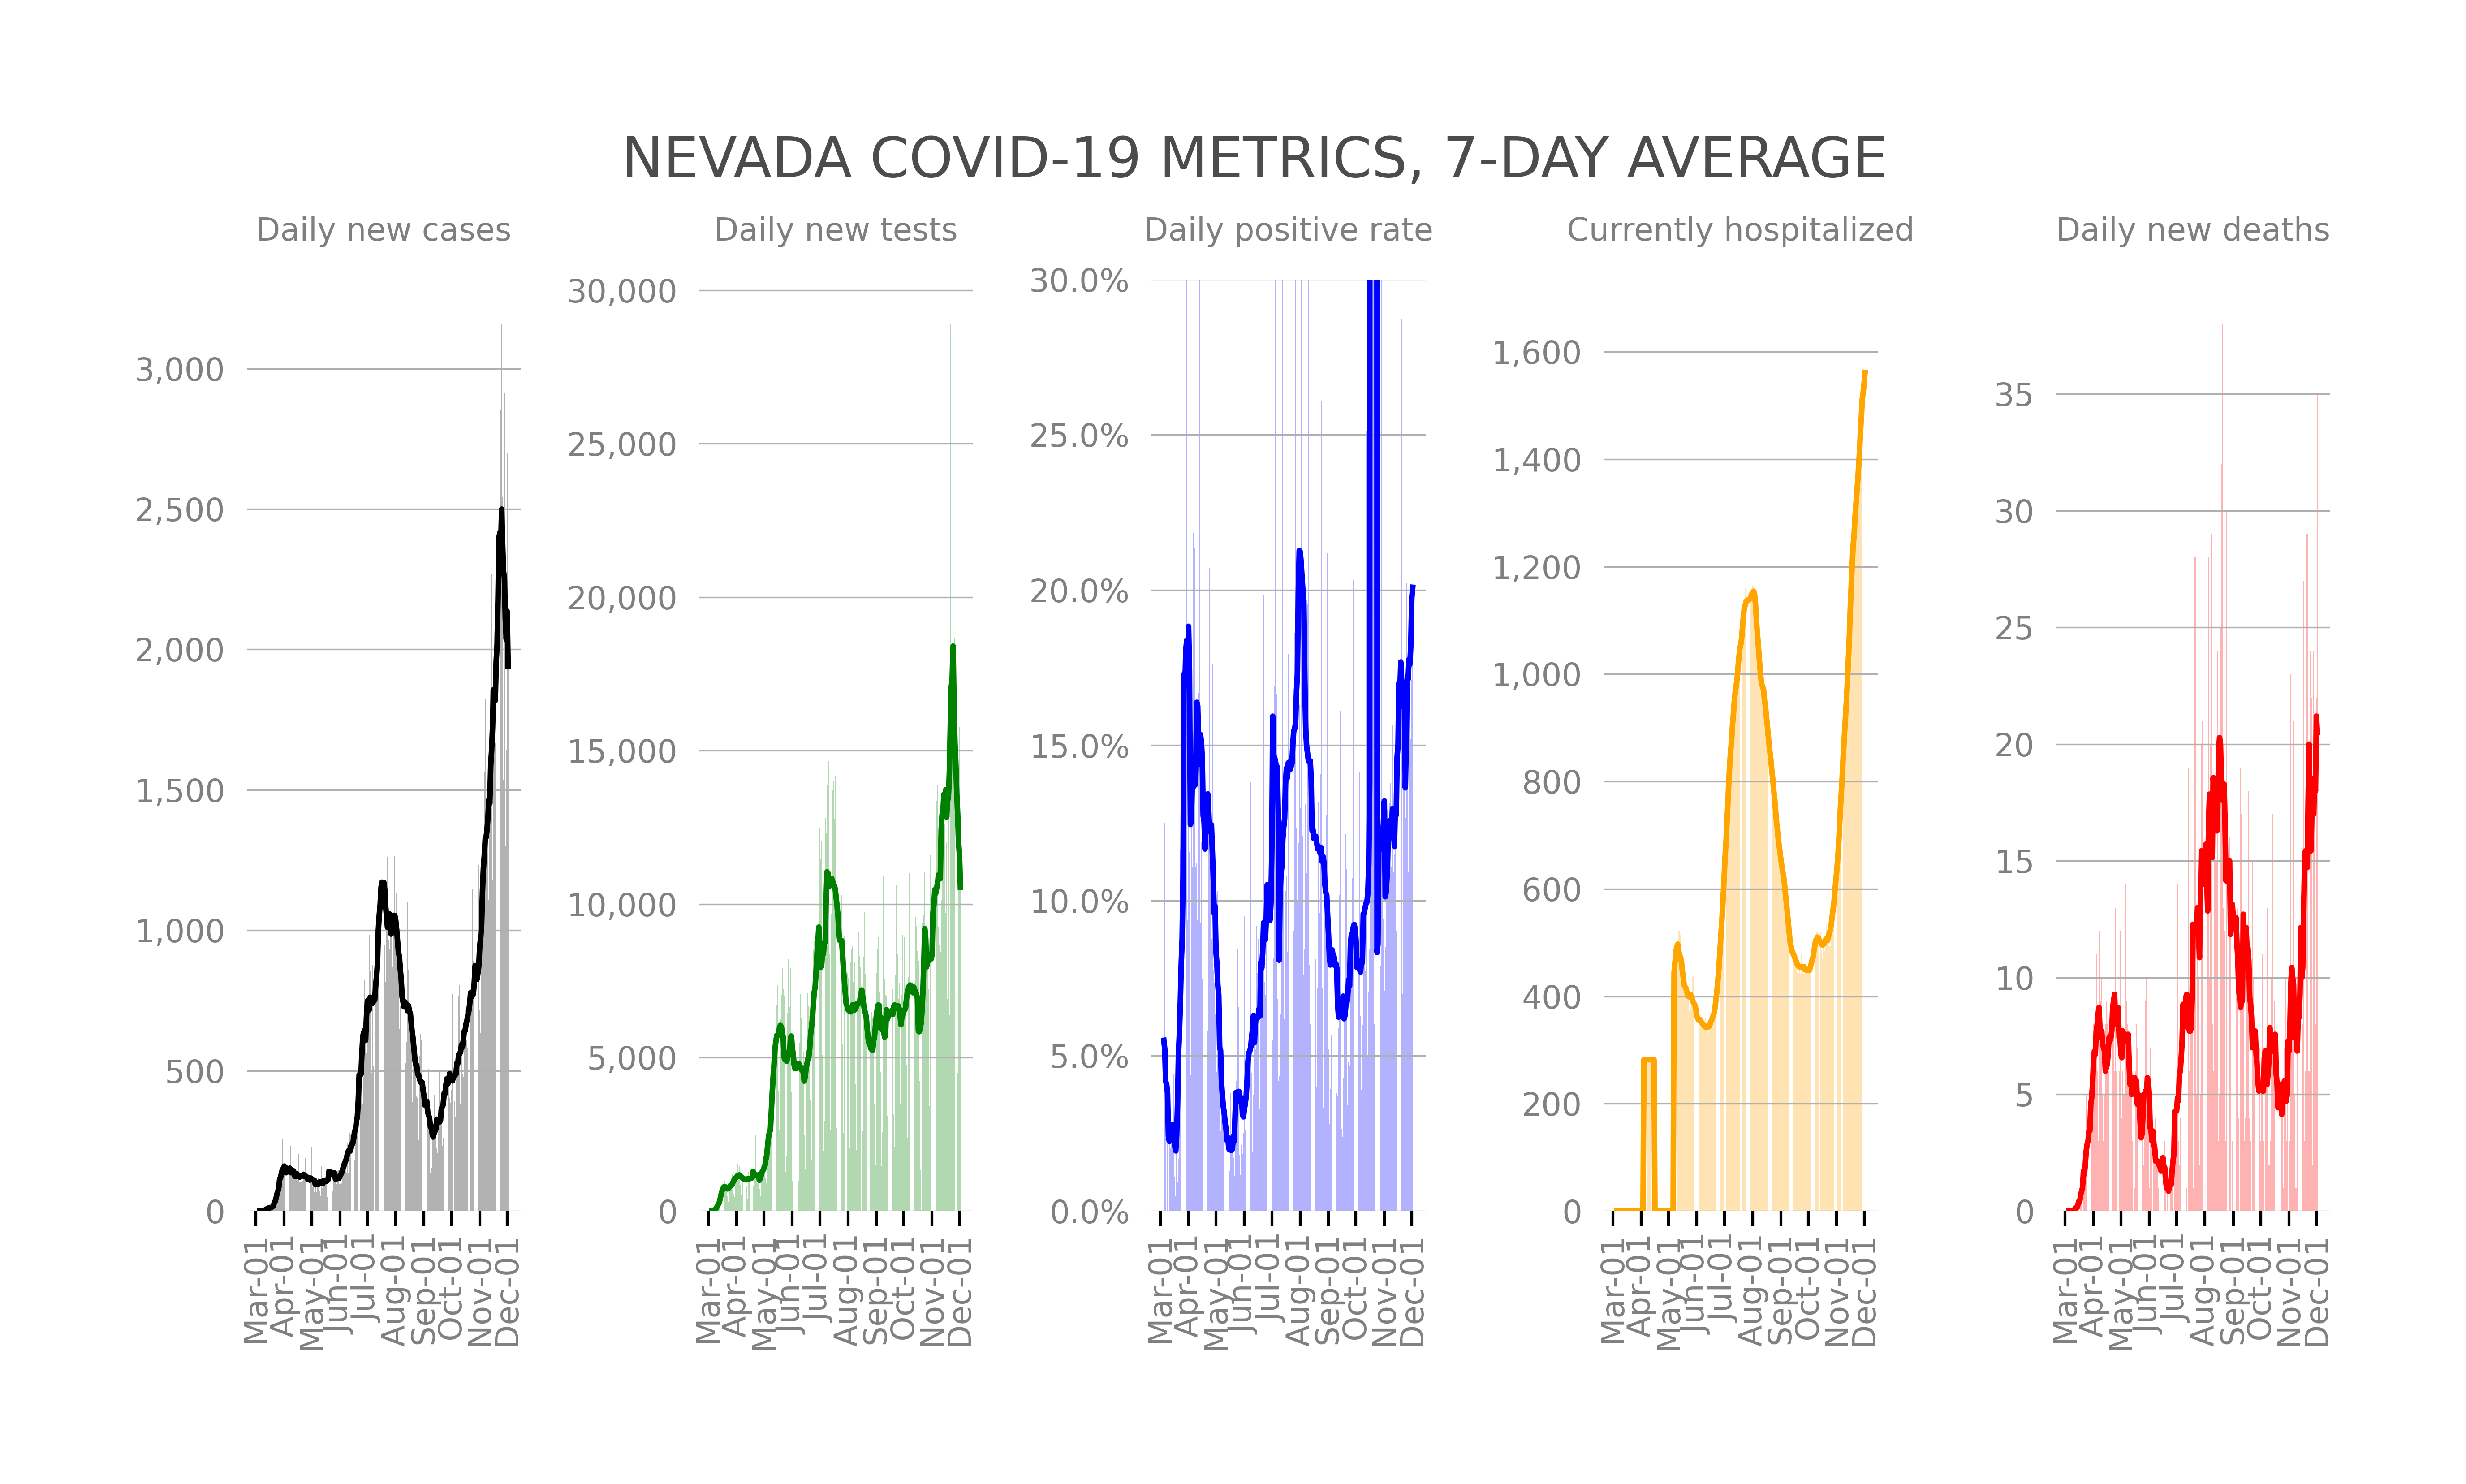 NEVADA COVID-19 METRICS, 7-DAY AVERAGE
Daily new cases
3,000
2,500
2,000
1,500
1,000
500
0
Mar-01
Apr-01
May-01
Jun-01
Jul-01
Aug-01
Sep-01
Oct-01
Nov-01
Dec-01
Daily new tests
30,000
25,000
20,000
15,000
10,000
5,000
0
Mar-01
Apr-01
May-01
Jun-01
Jul-01
Aug-01
Sep-01
Oct-01
Nov-01
Dec-01
Daily positive rate
30.0%
25.0%
20.0%
15.0%
10.0%
5.0%
0.0%
Mar-01
Apr-01
May-01
Jun-01
Jul-01
Aug-01
Sep-01
Oct-01
Nov-01
Dec-01
Currently hospitalized
1,600
1,400
1,200
1,000
800
600
400
200
0
Mar-01
Apr-01
May-01
Jun-01
Jul-01
Aug-01
Sep-01
Oct-01
Nov-01
Dec-01
Daily new deaths
35
30
25
20
15
10
5
0
Mar-01
Apr-01
May-01
Jun-01
Jul-01
Aug-01
Sep-01
Oct-01
Nov-01
Dec-01